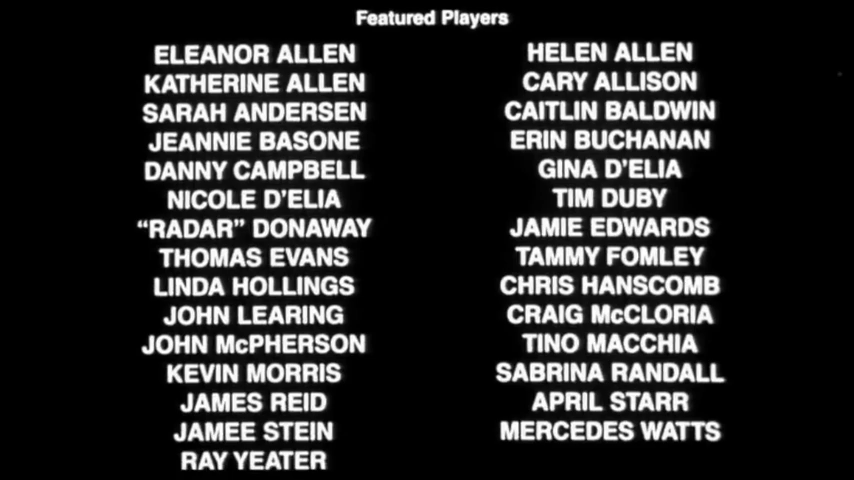 Featured Players
ELEANOR ALLEN
HELEN ALLEN
KATHERINE ALLEN
CARY ALLISON
SARAH ANDERSEN
CAITLIN BALDWIN
JEANNIE BASONE
ERIN BUCHANAN
DANNY CAMPBELL
GINA D'ELIA
NICOLE D'ELIA
TIM DUBY
“RADAR” DONAWAY
JAMIE EDWARDS
THOMAS EVANS
TAMMY FOMLEY
LINDA HOLLINGS
CHRIS HANSCOMB
JOHN LEARING
CRAIG McCLORIA
JOHN McPHERSON
TINO MACCHIA
KEVIN MORRIS
SABRINA RANDALL
JAMES REID
APRIL STARR
JAMEE STEIN
MERCEDES WATTS
RAY YEATER